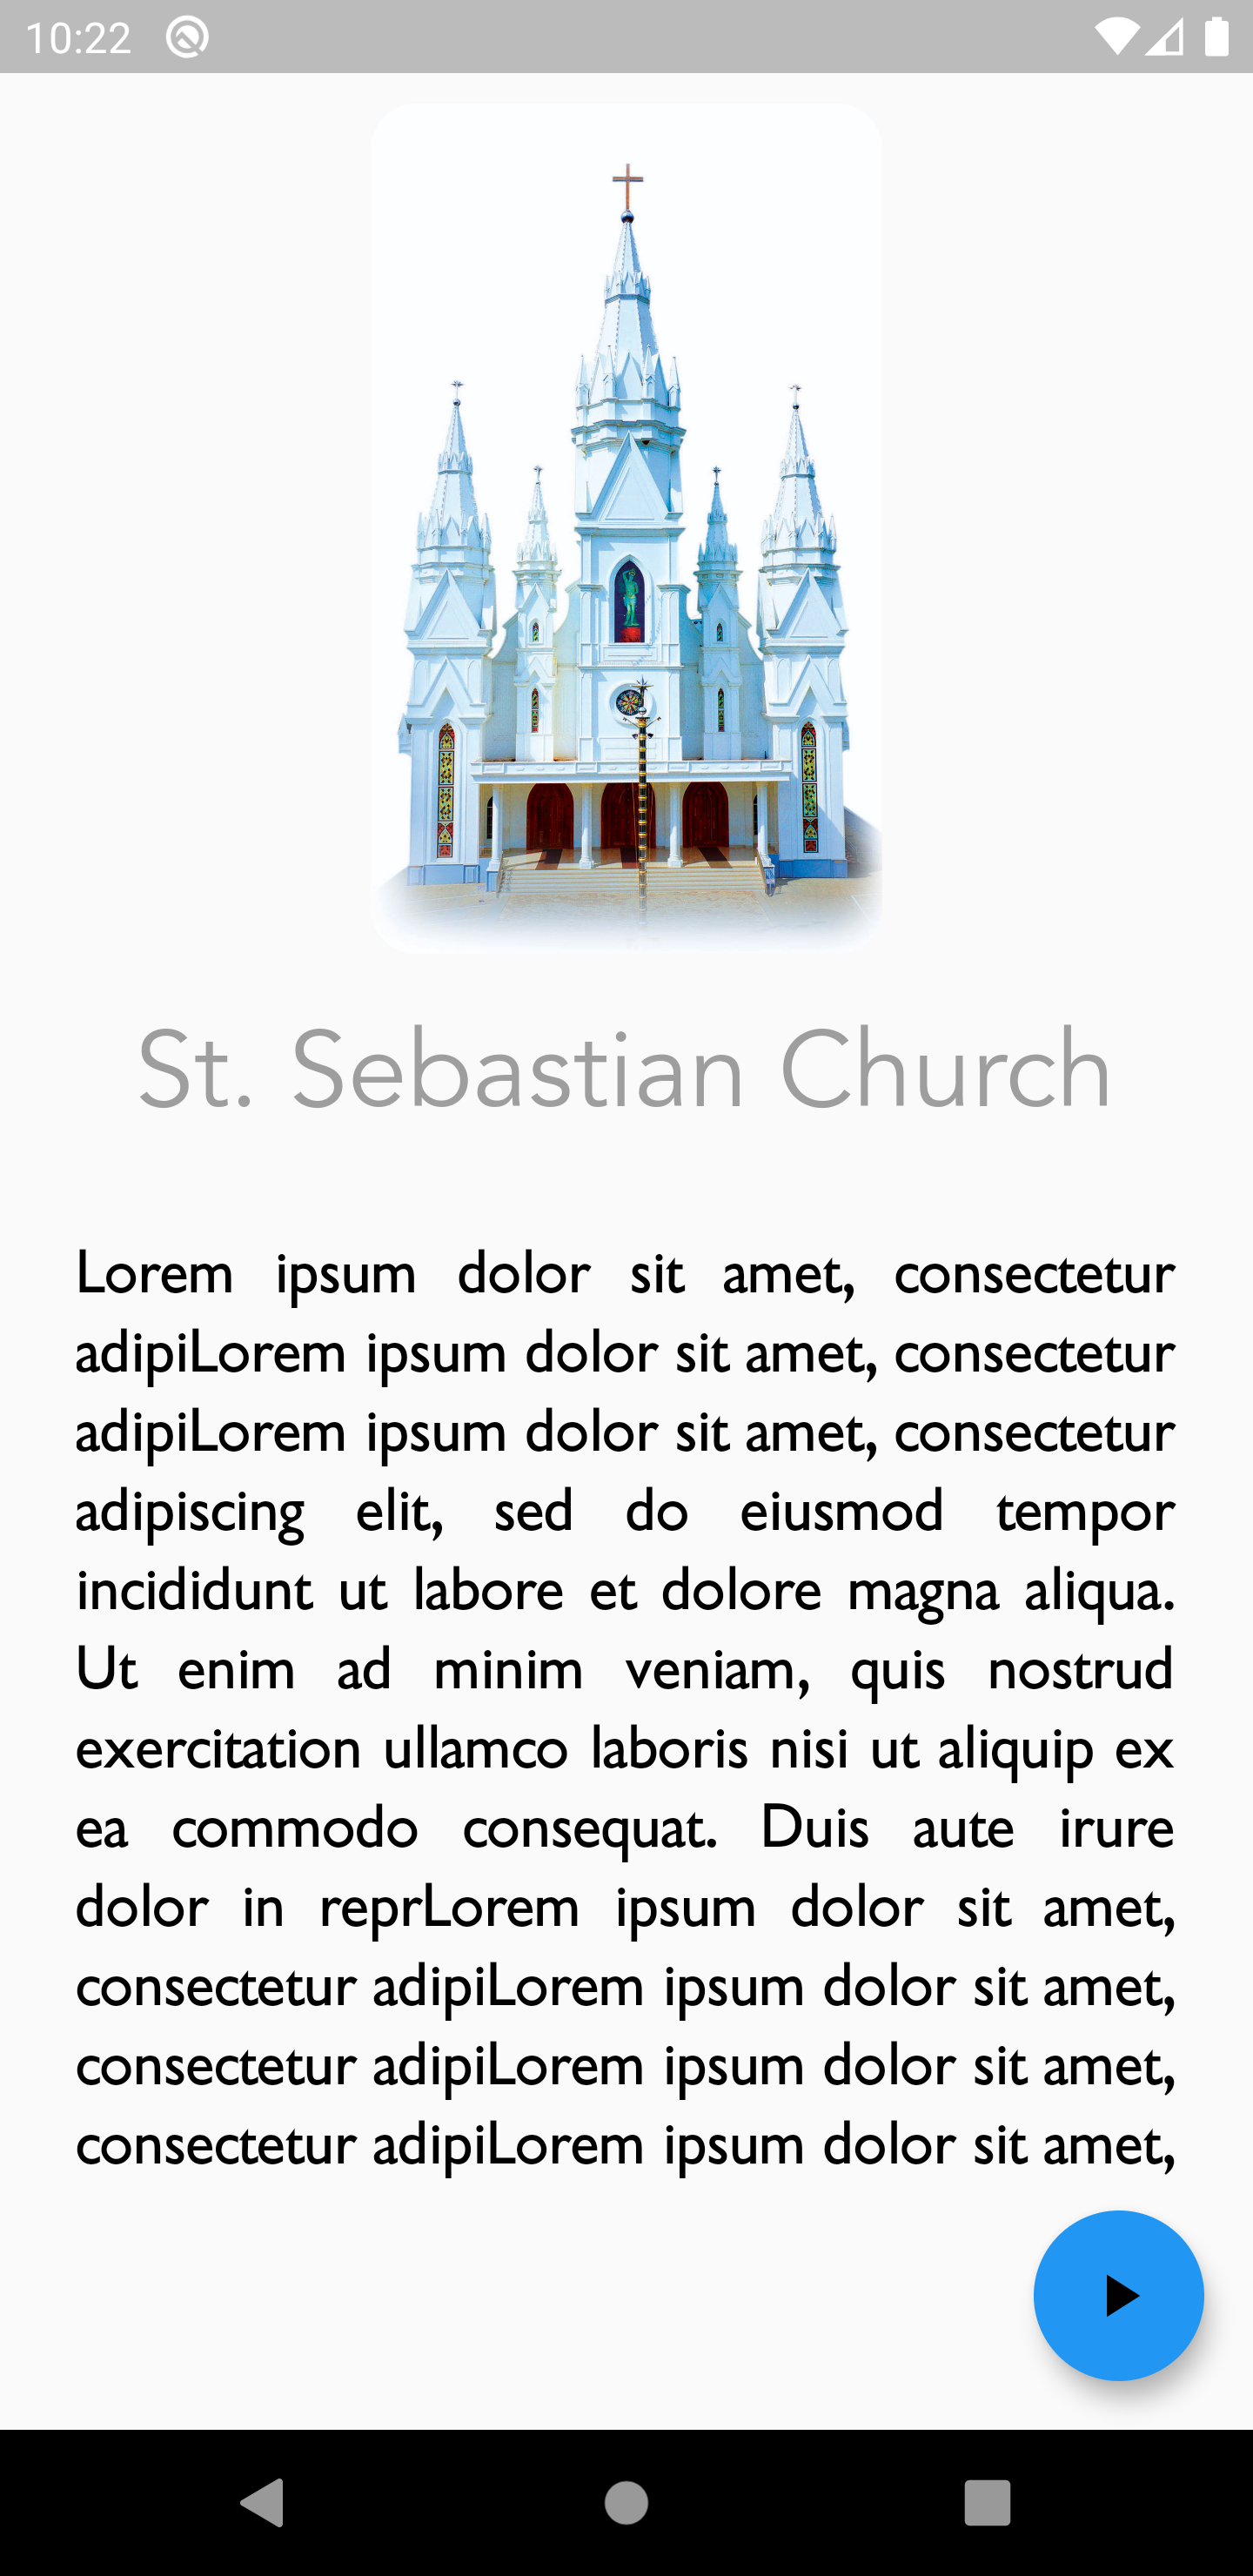 10:22
St. Sebastian Church
Lorem ipsum dolor sit amet, consectetur
adipiLorem ipsum dolor sit amet, consectetur
adipiLorem ipsum dolor sit amet, consectetur
adipiscing elit, sed do eiusmod tempor
incididunt ut labore et dolore magna aliqua.
Ut enim ad minim veniam, quis nostrud
exercitation ullamco laboris nisi ut aliquip ex
ea commodo consequat. Duis aute irure
dolor in reprLorem ipsum dolor sit amet,
consectetur adipiLorem ipsum dolor sit amet,
consectetur adipiLorem ipsum dolor sit amet,
consectetur adipiLorem ipsum dolor sit amet,